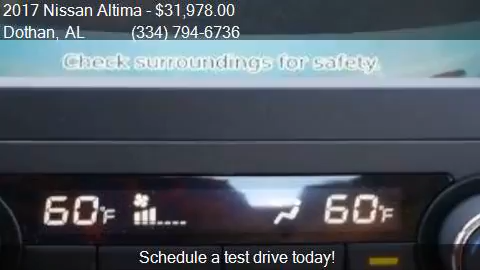 2017 Nissan Altima - $31,978.00
Dothan, AL (334) 794-6736
Check surroundings for safety.
60°F 60°F
Schedule a test drive today!